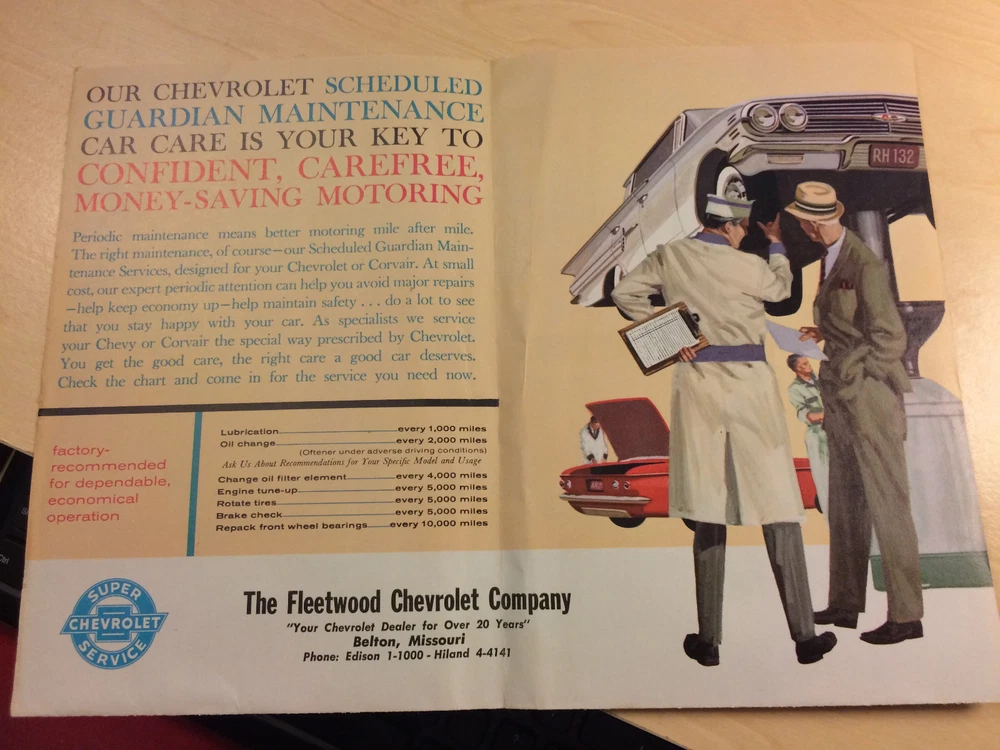 OUR CHEVROLET SCHEDULED
GUARDIAN MAINTENANCE
CAR CARE IS YOUR KEY TO
CONFIDENT, CAREFREE,
MONEY-SAVING MOTORING
Periodic maintenance means better motoring mile after mile.
The right maintenance, of course—our Scheduled Guardian Main-
tenance Services, designed for your Chevrolet or Corvair. At small
cost, our expert periodic attention can help you avoid major repairs
—help keep economy up—help maintain safety . . . do a lot to see
that you stay happy with your car. As specialists we service
your Chevy or Corvair the special way prescribed by Chevrolet.
You get the good care, the right care a good car deserves.
Check the chart and come in for the service you need now.
factory-
recommended
for dependable,
economical
operation
Lubrication every 1,000 miles
Oil change every 2,000 miles
(Oftener under adverse driving conditions)
Ask Us About Recommendations for Your Specific Model and Usage
Change oil filter element every 4,000 miles
Engine tune-up every 5,000 miles
Rotate tires every 5,000 miles
Brake check every 5,000 miles
Repack front wheel bearings every 10,000 miles
SUPER
CHEVROLET
SERVICE
The Fleetwood Chevrolet Company
"Your Chevrolet Dealer for Over 20 Years"
Belton, Missouri
Phone: Edison 1-1000 - Hiland 4-4141
RH 132
Ctrl